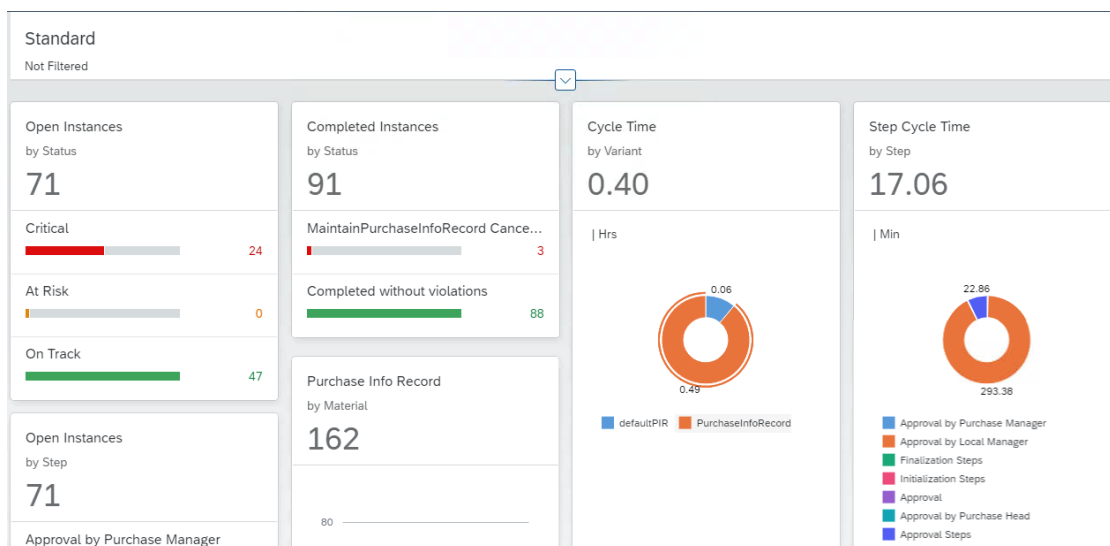 Standard
Not Filtered
Open Instances
by Status
71
Critical
24
At Risk
0
On Track
47
Open Instances
by Step
71
Approval by Purchase Manager
Completed Instances
by Status
91
MaintainPurchaseInfoRecord Cance...
3
Completed without violations
88
Purchase Info Record
by Material
162
80
Cycle Time
by Variant
0.40
| Hrs
0.06
0.49
defaultPIR PurchaseInfoRecord
Step Cycle Time
by Step
17.06
| Min
22.86
293.38
Approval by Purchase Manager
Approval by Local Manager
Finalization Steps
Initialization Steps
Approval
Approval by Purchase Head
Approval Steps